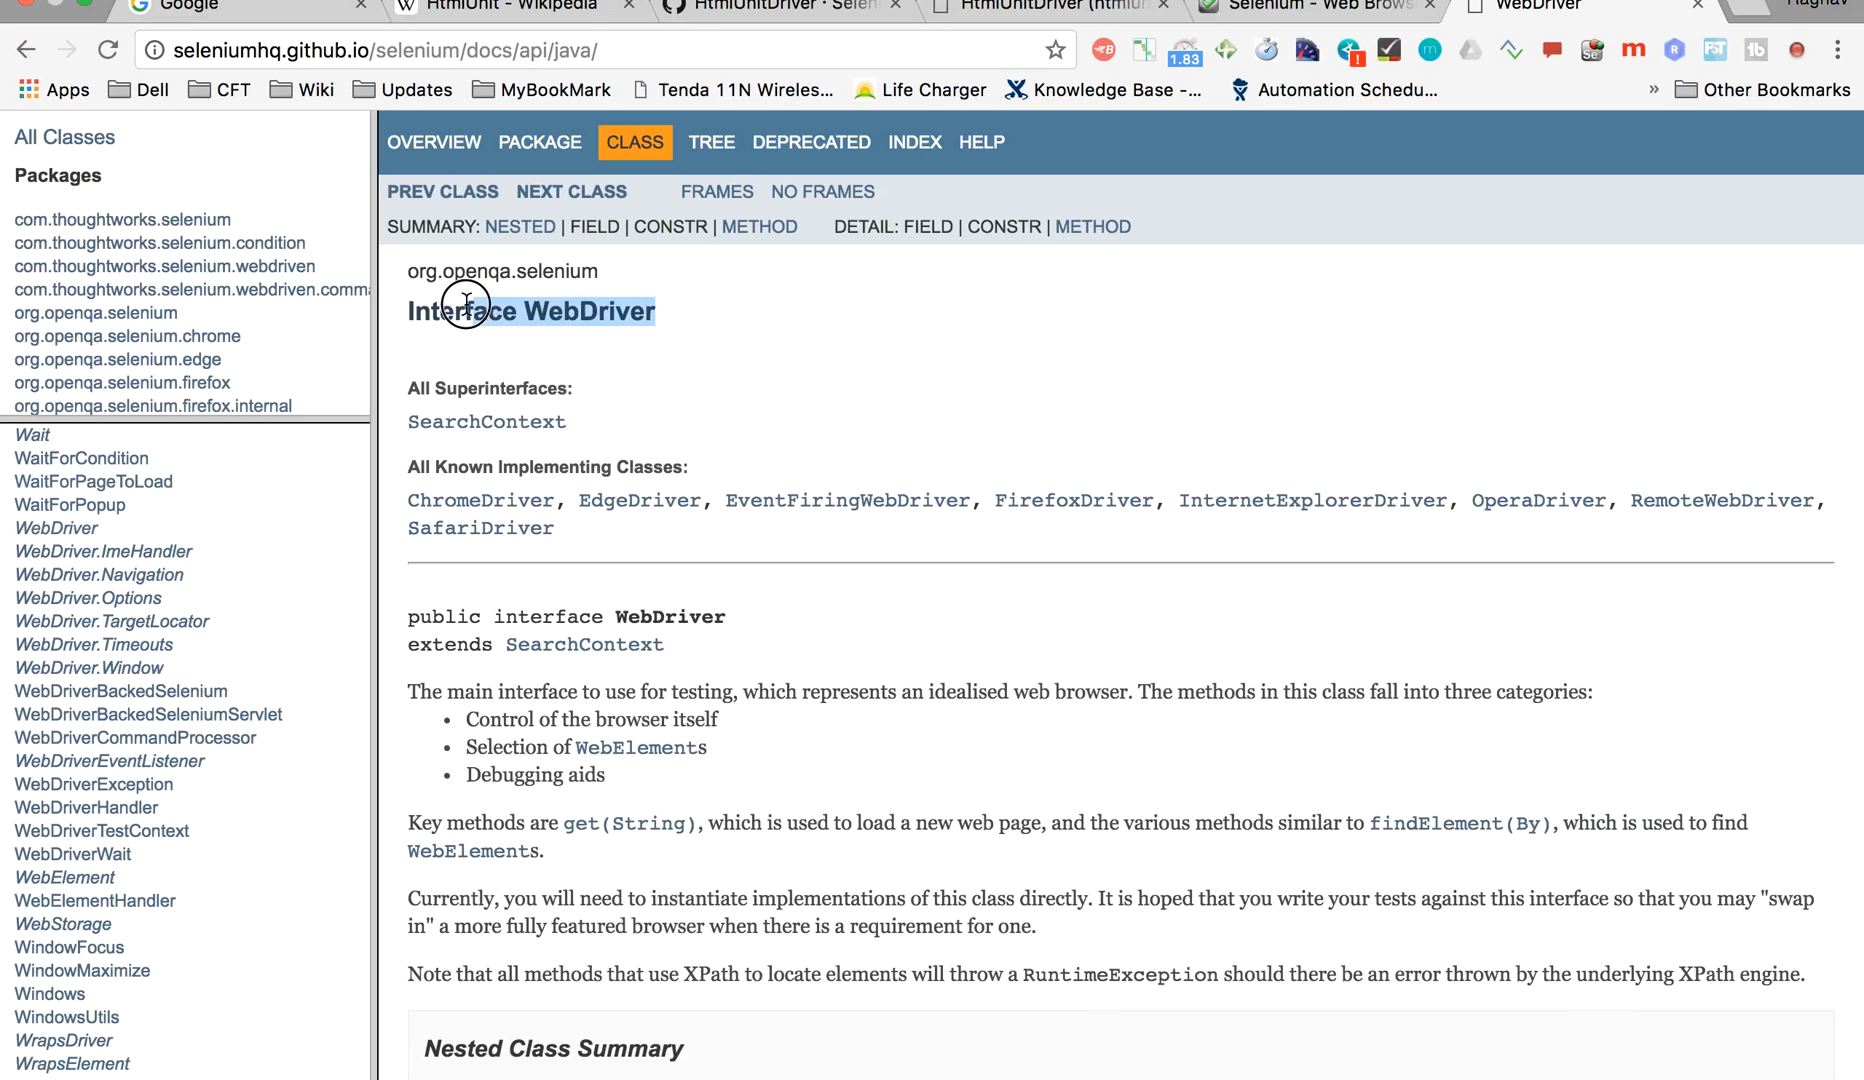 Google
HtmlUnit - Wikipedia
HtmlUnitDriver · Selen
HtmlUnitDriver (htmlun
Selenium - Web Brows
WebDriver
Raghav
seleniumhq.github.io/selenium/docs/api/java/
1.83
Apps
Dell
CFT
Wiki
Updates
MyBookMark
Tenda 11N Wireles...
Life Charger
Knowledge Base -...
Automation Schedu...
» Other Bookmarks
All Classes
Packages
com.thoughtworks.selenium
com.thoughtworks.selenium.condition
com.thoughtworks.selenium.webdriven
com.thoughtworks.selenium.webdriven.comma
org.openqa.selenium
org.openqa.selenium.chrome
org.openqa.selenium.edge
org.openqa.selenium.firefox
org.openqa.selenium.firefox.internal
Wait
WaitForCondition
WaitForPageToLoad
WaitForPopup
WebDriver
WebDriver.ImeHandler
WebDriver.Navigation
WebDriver.Options
WebDriver.TargetLocator
WebDriver.Timeouts
WebDriver.Window
WebDriverBackedSelenium
WebDriverBackedSeleniumServlet
WebDriverCommandProcessor
WebDriverEventListener
WebDriverException
WebDriverHandler
WebDriverTestContext
WebDriverWait
WebElement
WebElementHandler
WebStorage
WindowFocus
WindowMaximize
Windows
WindowsUtils
WrapsDriver
WrapsElement
OVERVIEW PACKAGE CLASS TREE DEPRECATED INDEX HELP
PREV CLASS NEXT CLASS FRAMES NO FRAMES
SUMMARY: NESTED | FIELD | CONSTR | METHOD DETAIL: FIELD | CONSTR | METHOD
org.openqa.selenium
Interface WebDriver
All Superinterfaces:
SearchContext
All Known Implementing Classes:
ChromeDriver, EdgeDriver, EventFiringWebDriver, FirefoxDriver, InternetExplorerDriver, OperaDriver, RemoteWebDriver,
SafariDriver
public interface WebDriver
extends SearchContext
The main interface to use for testing, which represents an idealised web browser. The methods in this class fall into three categories:
• Control of the browser itself
• Selection of WebElements
• Debugging aids
Key methods are get(String), which is used to load a new web page, and the various methods similar to findElement(By), which is used to find
WebElements.
Currently, you will need to instantiate implementations of this class directly. It is hoped that you write your tests against this interface so that you may "swap
in" a more fully featured browser when there is a requirement for one.
Note that all methods that use XPath to locate elements will throw a RuntimeException should there be an error thrown by the underlying XPath engine.
Nested Class Summary